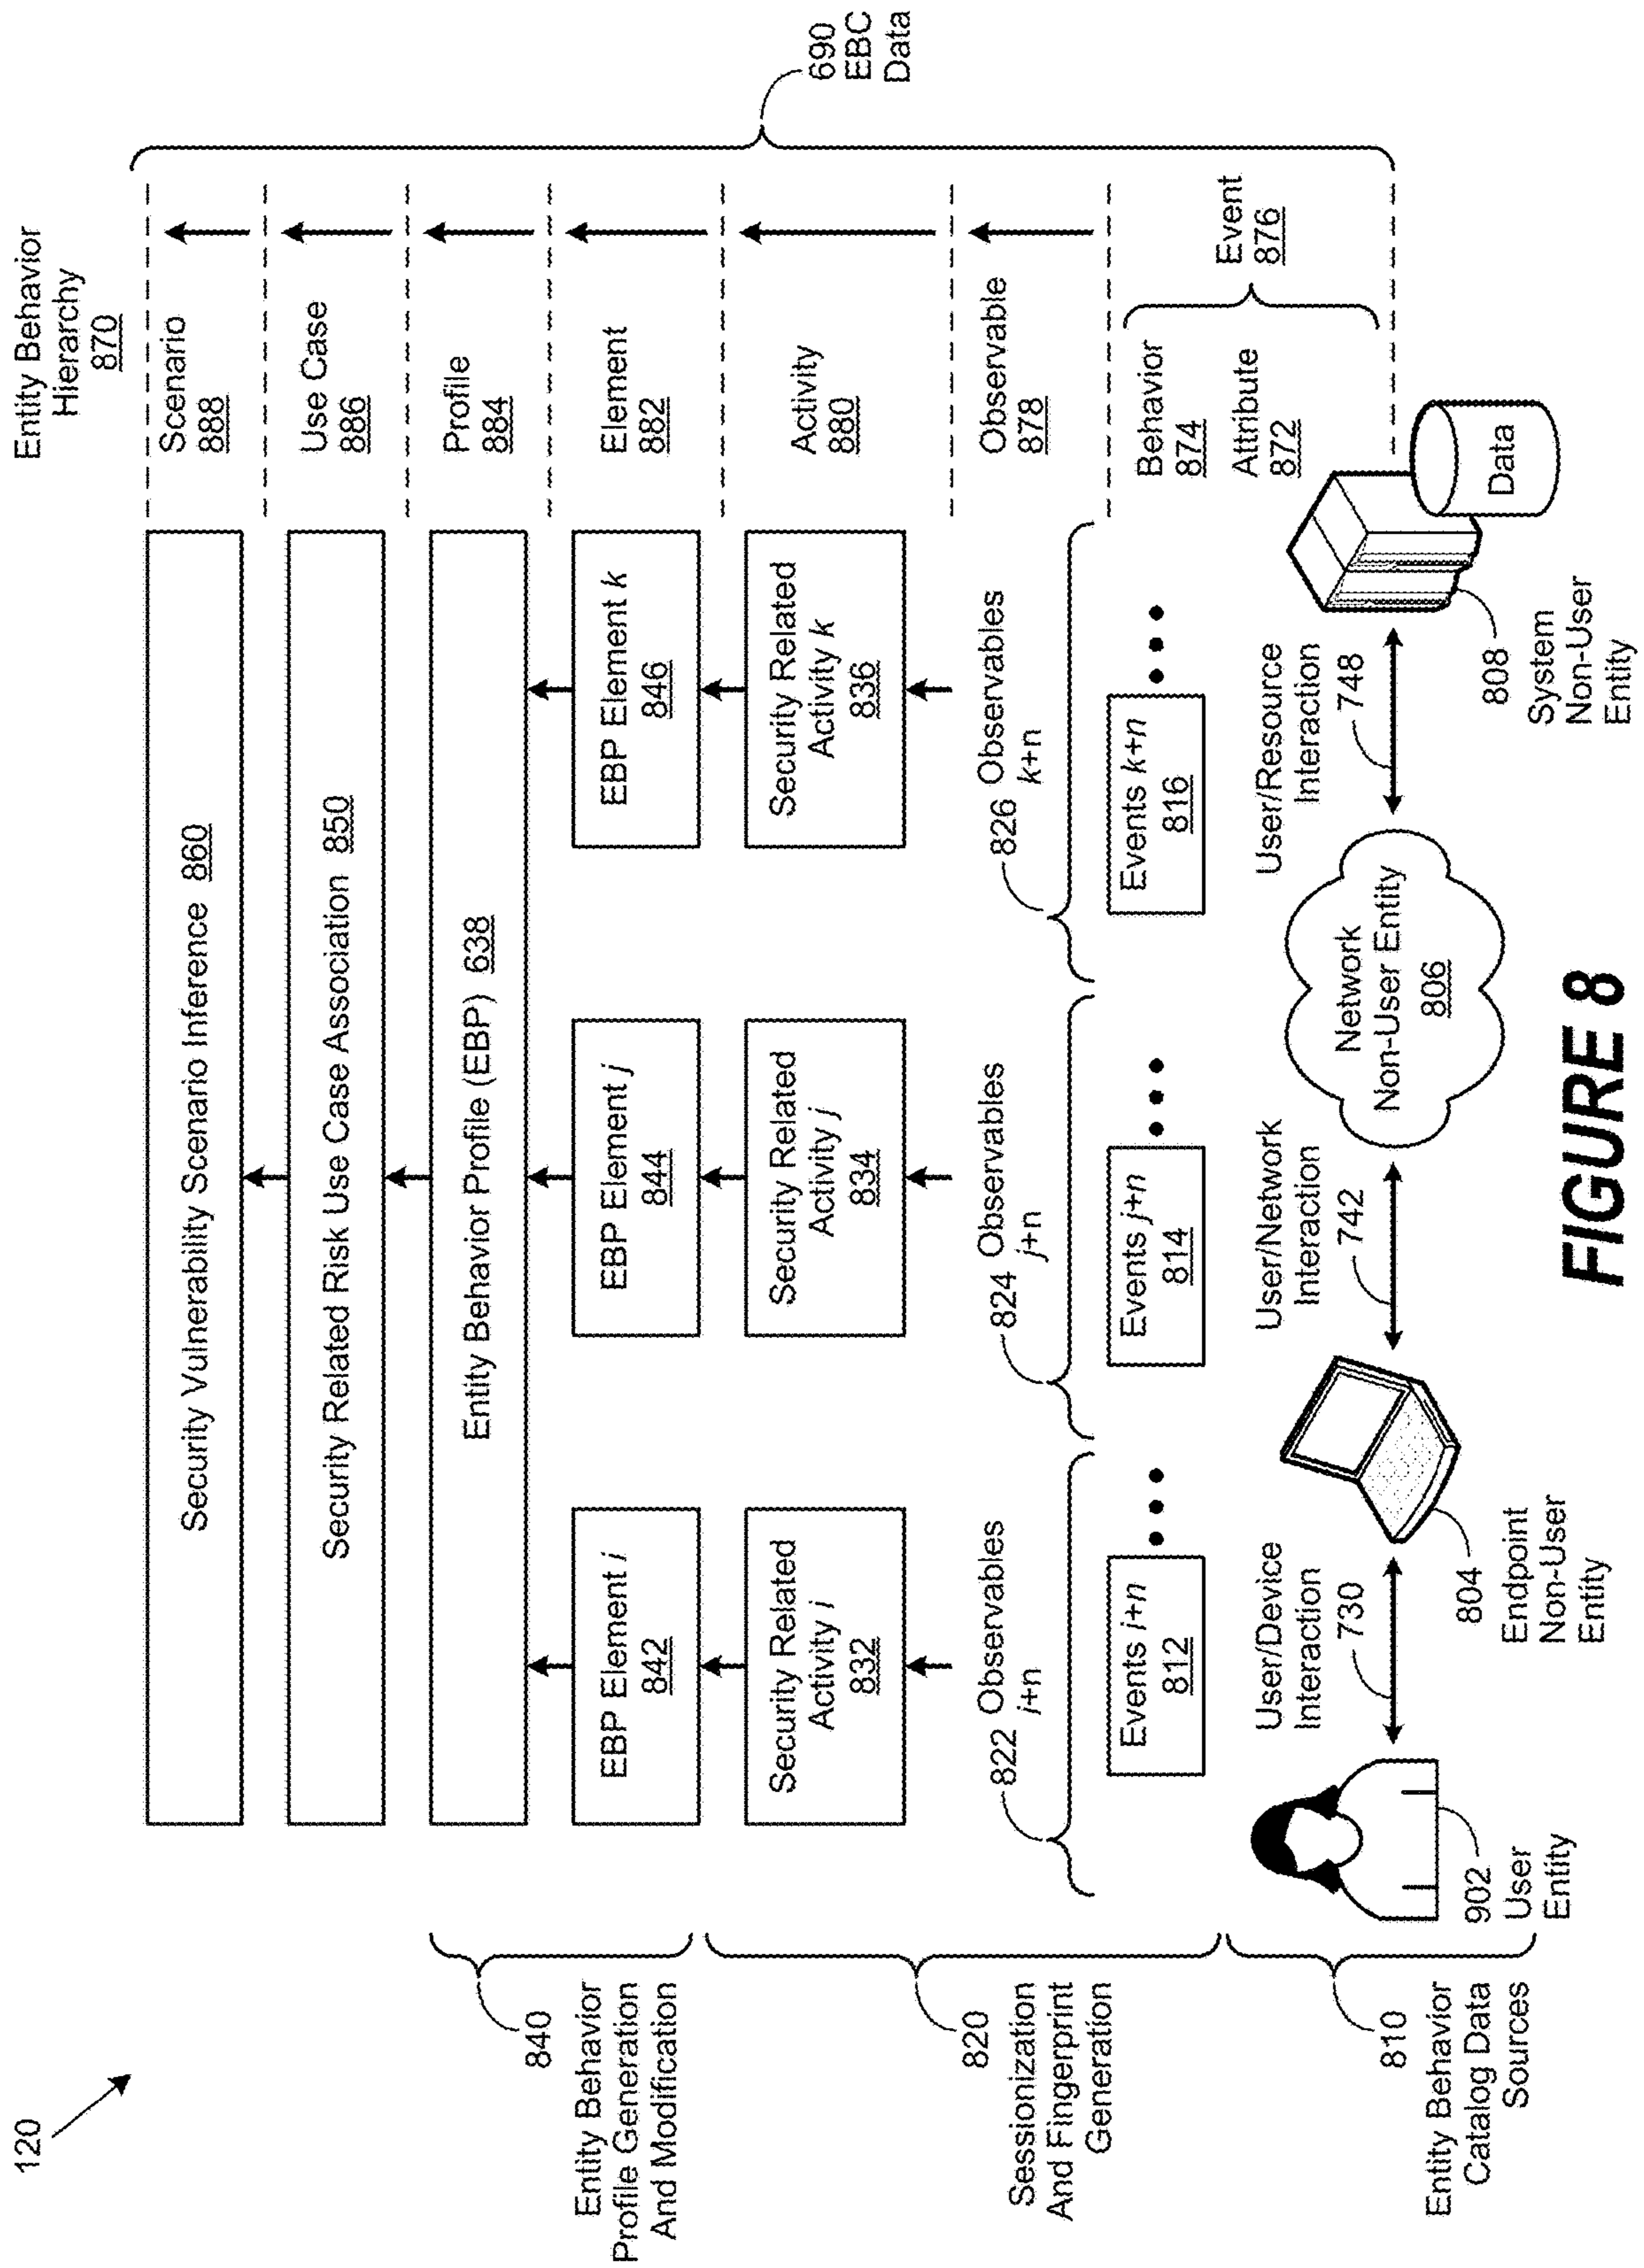 120
Entity Behavior
Hierarchy
870
Security Vulnerability Scenario Inference 860
Scenario
888
Security Related Risk Use Case Association 850
Use Case
886
840
Entity Behavior
Profile Generation
And Modification
Entity Behavior Profile (EBP) 638
Profile
884
EBP Element i
842
EBP Element j
844
EBP Element k
846
Element
882
690
EBC
Data
820
Sessionization
And Fingerprint
Generation
Security Related
Activity i
832
Security Related
Activity j
834
Security Related
Activity k
836
Activity
880
822 Observables
i+n
824 Observables
j+n
826 Observables
k+n
Observable
878
Events i+n
812
Events j+n
814
Events k+n
816
Behavior
874
Attribute
872
Event
876
810
Entity Behavior
Catalog Data
Sources
902
User
Entity
User/Device
Interaction
730
804
Endpoint
Non-User
Entity
User/Network
Interaction
742
Network
Non-User Entity
806
User/Resource
Interaction
748
808
System
Non-User
Entity
Data
FIGURE 8